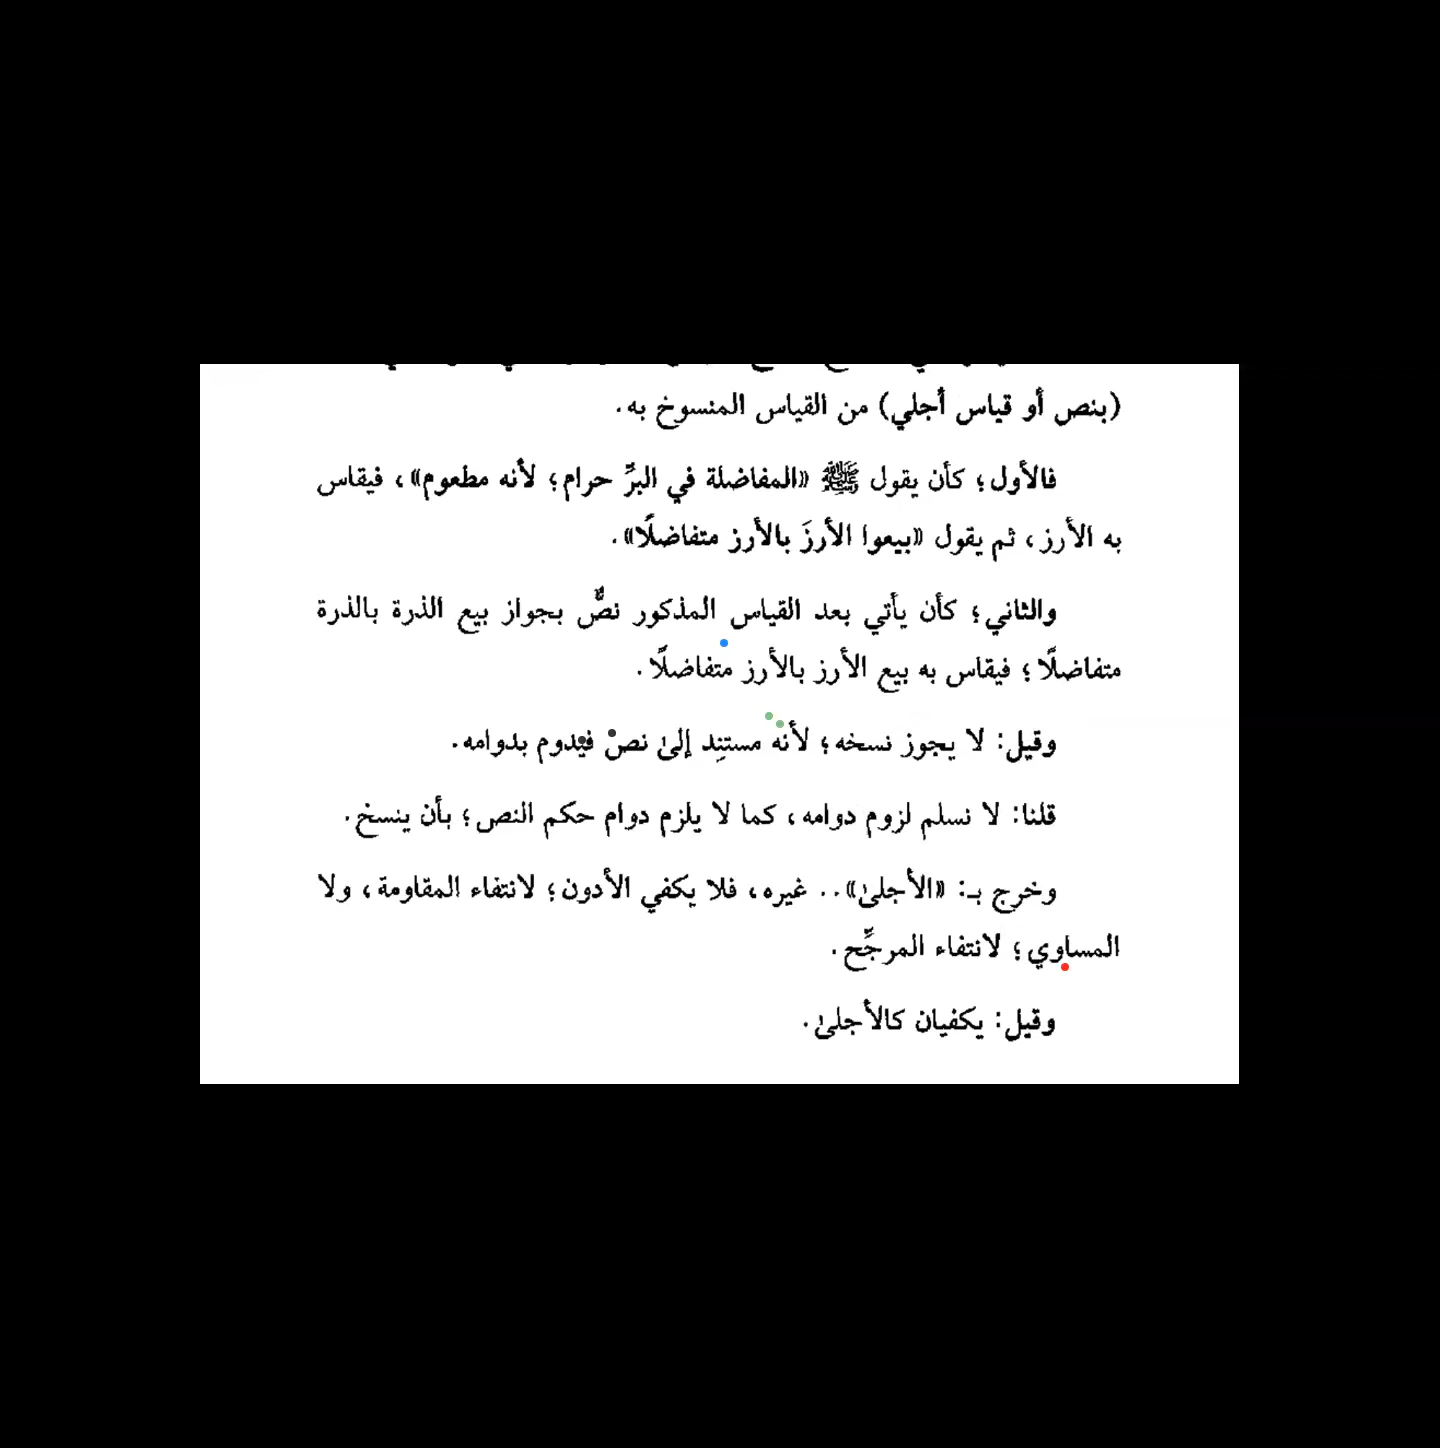 (بنص أو قياس أجلي) من القياس المنسوخ به.
فالأول؛ كأن يقول ﷺ «المفاضلة في البرِّ حرام؛ لأنه مطعوم»، فيقاس
به الأرز، ثم يقول «بيعوا الأرزَ بالأرز متفاضلًا».
والثاني؛ كأن يأتي بعد القياس المذكور نصٌّ بجواز بيع الذرة بالذرة
متفاضلًا؛ فيقاس به بيع الأرز بالأرز متفاضلًا.
وقيل: لا يجوز نسخه؛ لأنه مستنِد إلىٰ نص فيدوم بدوامه.
قلنا: لا نسلم لزوم دوامه، كما لا يلزم دوام حكم النص؛ بأن ينسخ.
وخرج بـ: «الأجلىٰ».. غيره، فلا يكفي الأدون؛ لانتفاء المقاومة، ولا
المساوي؛ لانتفاء المرجِّح.
وقيل: يكفيان كالأجلىٰ.